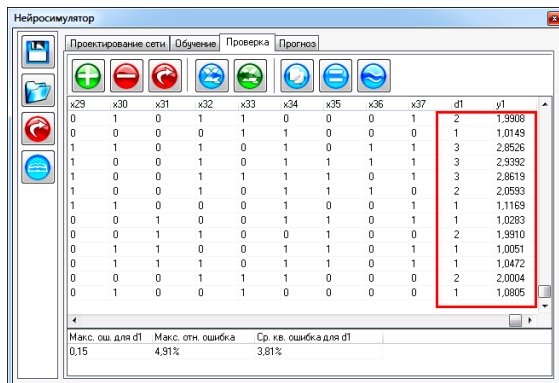 Нейросимулятор
Проектирование сети Обучение Проверка Прогноз
x29 x30 x31 x32 x33 x34 x35 x36 x37 d1 y1
0 1 0 1 1 0 0 0 1 2 1,9908
0 0 0 0 1 1 0 0 0 1 1,0149
1 1 0 1 0 1 0 1 1 3 2,8526
1 0 0 1 0 1 1 1 1 3 2,9392
0 0 0 1 1 1 1 0 1 3 2,8619
1 0 0 1 0 1 1 1 0 2 2,0593
0 0 0 0 0 1 0 0 1 1 1,1169
0 0 1 0 0 1 1 0 1 1 1,0283
0 0 1 1 0 0 1 0 0 2 1,9910
0 1 1 0 0 1 1 0 1 1 1,0051
0 1 1 0 0 1 1 0 1 1 1,0472
0 0 0 1 1 1 0 0 0 2 2,0004
0 1 0 0 1 0 0 0 0 1 1,0805
Макс. ош. для d1 Макс. отн. ошибка Ср. кв. ошибка для d1
0,15 4,91% 3,81%